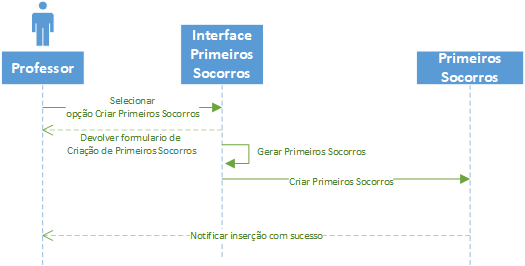 Professor
Interface
Primeiros
Socorros
Primeiros
Socorros
Selecionar
opção Criar Primeiros Socorros
Devolver formulario de
Criação de Primeiros Socorros
Gerar Primeiros Socorros
Criar Primeiros Socorros
Notificar inserção com sucesso